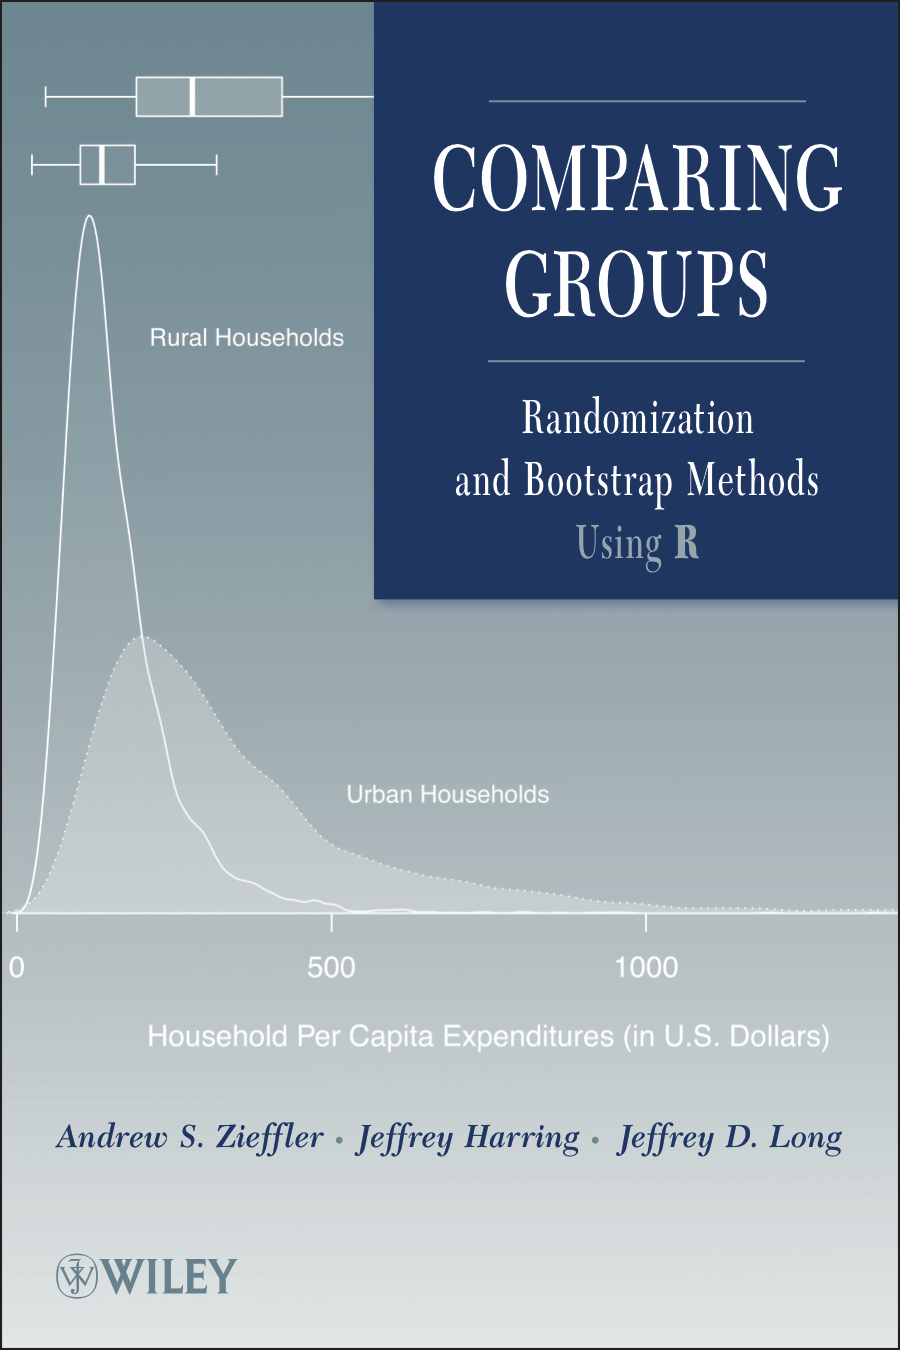 COMPARING
GROUPS
Randomization
and Bootstrap Methods
Using R
Rural Households
Urban Households
0 500 1000
Household Per Capita Expenditures (in U.S. Dollars)
Andrew S. Zieffler • Jeffrey Harring • Jeffrey D. Long
WILEY